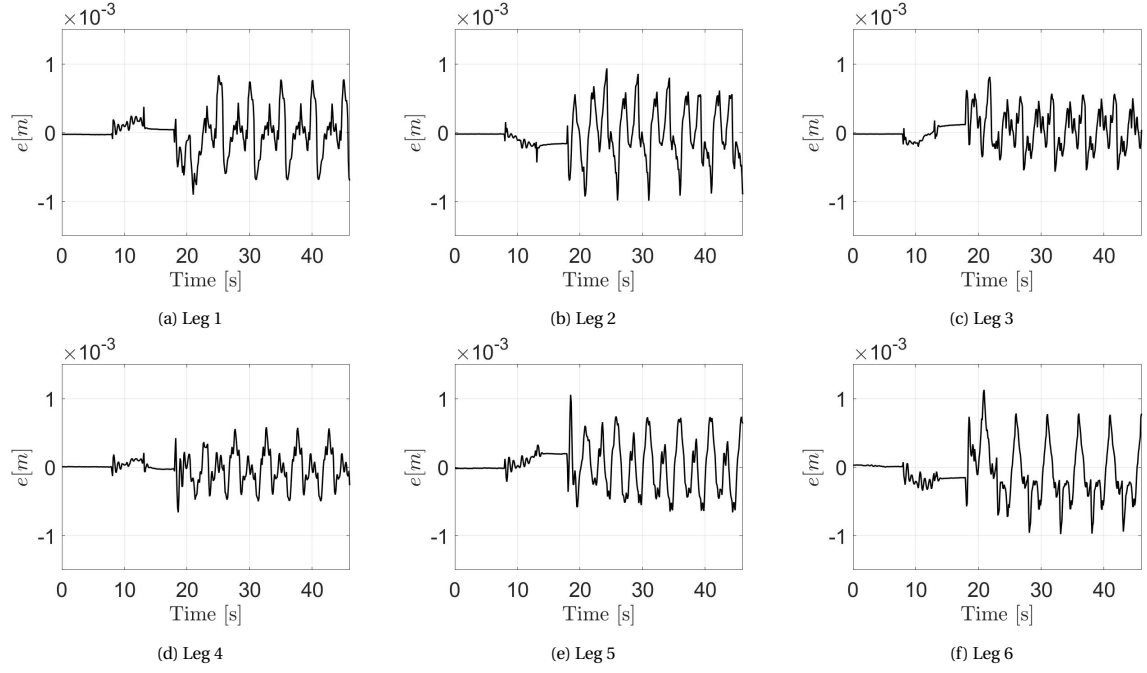 ×10⁻³ ×10⁻³ ×10⁻³
1 1 1
e[m] 0 e[m] 0 e[m] 0
-1 -1 -1
0 10 20 30 40 0 10 20 30 40 0 10 20 30 40
Time [s] Time [s] Time [s]
(a) Leg 1 (b) Leg 2 (c) Leg 3
×10⁻³ ×10⁻³ ×10⁻³
1 1 1
e[m] 0 e[m] 0 e[m] 0
-1 -1 -1
0 10 20 30 40 0 10 20 30 40 0 10 20 30 40
Time [s] Time [s] Time [s]
(d) Leg 4 (e) Leg 5 (f) Leg 6